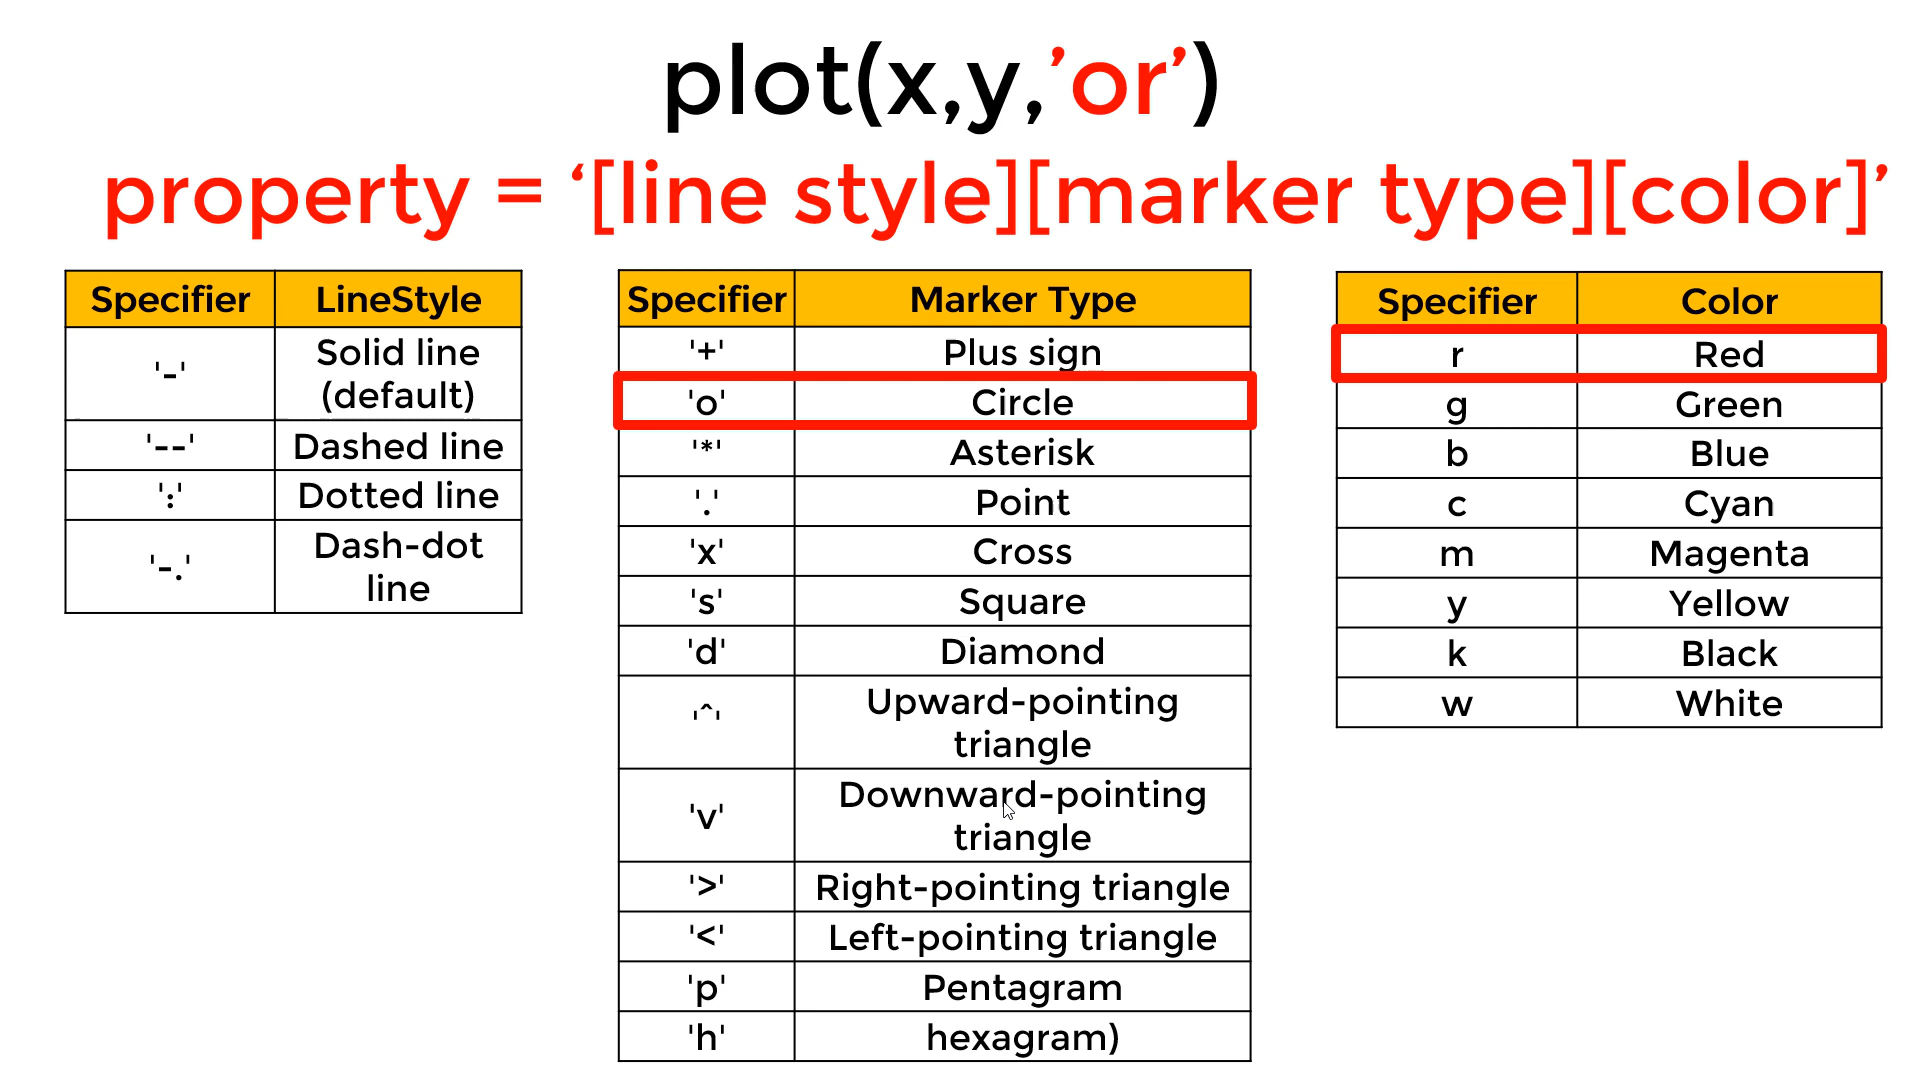 plot(x,y,’or’)
property = ‘[line style][marker type][color]’
Specifier LineStyle
'-' Solid line
(default)
'--' Dashed line
':' Dotted line
'-.' Dash-dot
line
Specifier Marker Type
'+' Plus sign
'o' Circle
'*' Asterisk
'.' Point
'x' Cross
's' Square
'd' Diamond
'^' Upward-pointing
triangle
'v' Downward-pointing
triangle
'>' Right-pointing triangle
'<' Left-pointing triangle
'p' Pentagram
'h' hexagram)
Specifier Color
r Red
g Green
b Blue
c Cyan
m Magenta
y Yellow
k Black
w White